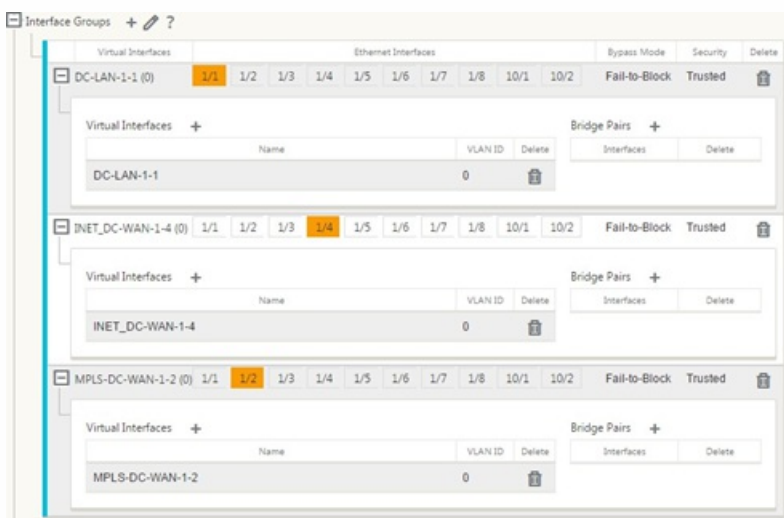 Interface Groups + ?
Virtual Interfaces Ethernet Interfaces Bypass Mode Security Delete
DC-LAN-1-1 (0) 1/1 1/2 1/3 1/4 1/5 1/6 1/7 1/8 10/1 10/2 Fail-to-Block Trusted
Virtual Interfaces + Bridge Pairs +
Name VLAN ID Delete Interfaces Delete
DC-LAN-1-1 0
INET_DC-WAN-1-4 (0) 1/1 1/2 1/3 1/4 1/5 1/6 1/7 1/8 10/1 10/2 Fail-to-Block Trusted
Virtual Interfaces + Bridge Pairs +
Name VLAN ID Delete Interfaces Delete
INET_DC-WAN-1-4 0
MPLS-DC-WAN-1-2 (0) 1/1 1/2 1/3 1/4 1/5 1/6 1/7 1/8 10/1 10/2 Fail-to-Block Trusted
Virtual Interfaces + Bridge Pairs +
Name VLAN ID Delete Interfaces Delete
MPLS-DC-WAN-1-2 0